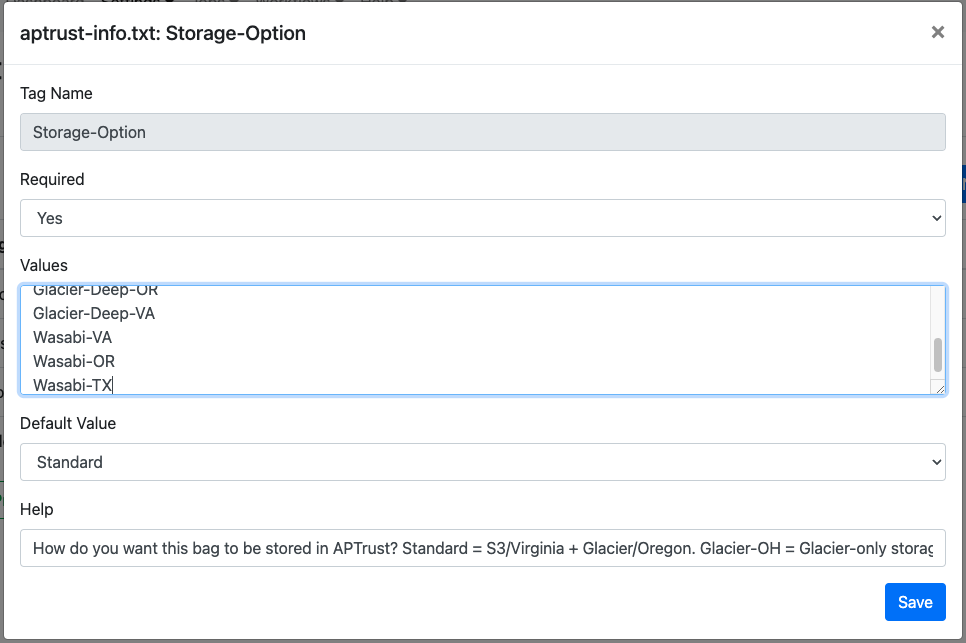 aptrust-info.txt: Storage-Option
×
Tag Name
Storage-Option
Required
Yes
Values
Glacier-Deep-OR
Glacier-Deep-VA
Wasabi-VA
Wasabi-OR
Wasabi-TX
Default Value
Standard
Help
How do you want this bag to be stored in APTrust? Standard = S3/Virginia + Glacier/Oregon. Glacier-OH = Glacier-only storag
Save